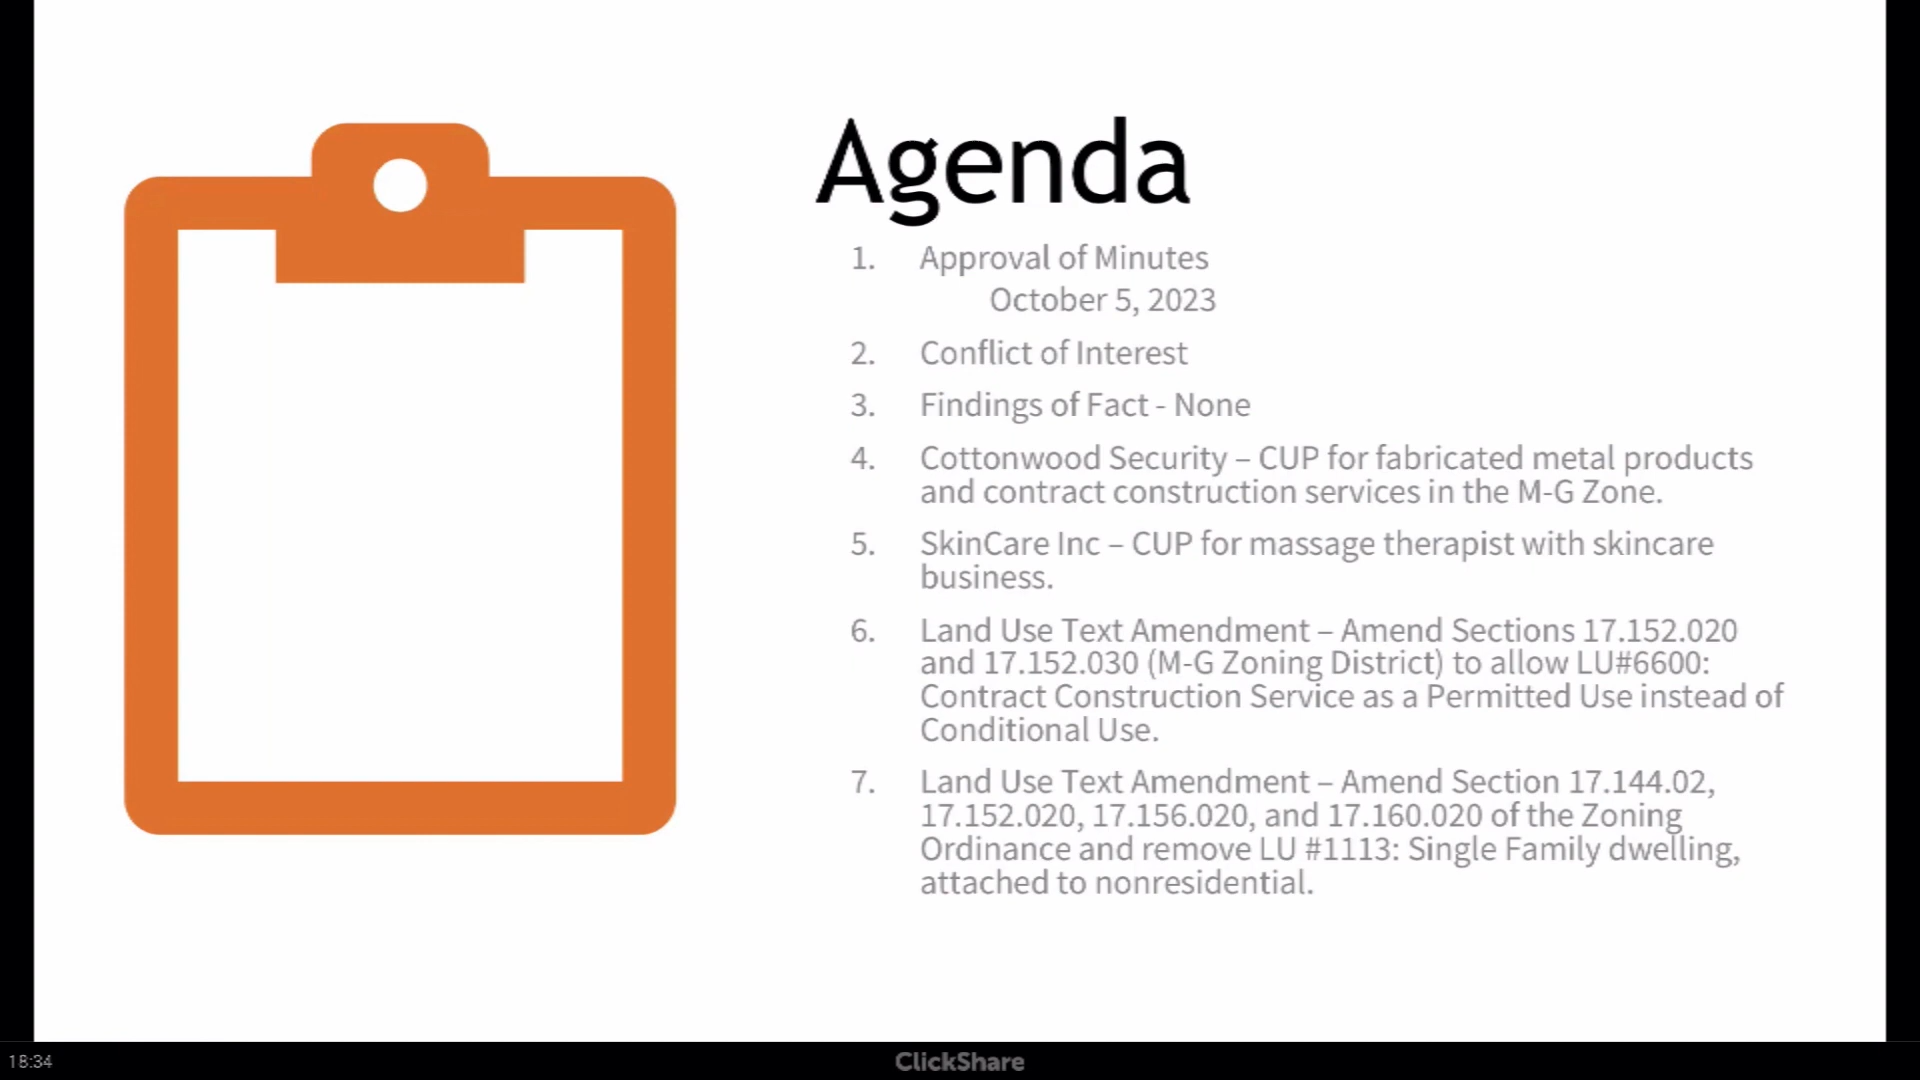 Agenda
1. Approval of Minutes
October 5, 2023
2. Conflict of Interest
3. Findings of Fact - None
4. Cottonwood Security – CUP for fabricated metal products
and contract construction services in the M-G Zone.
5. SkinCare Inc – CUP for massage therapist with skincare
business.
6. Land Use Text Amendment – Amend Sections 17.152.020
and 17.152.030 (M-G Zoning District) to allow LU#6600:
Contract Construction Service as a Permitted Use instead of
Conditional Use.
7. Land Use Text Amendment – Amend Section 17.144.02,
17.152.020, 17.156.020, and 17.160.020 of the Zoning
Ordinance and remove LU #1113: Single Family dwelling,
attached to nonresidential.
18:34
ClickShare